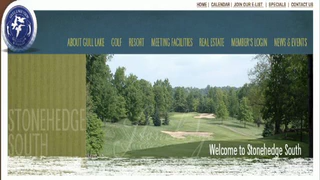 HOME | CALENDAR | JOIN OUR E-LIST | SPECIALS | CONTACT US
ABOUT GULL LAKE GOLF RESORT MEETING FACILITIES REAL ESTATE MEMBER'S LOGIN NEWS & EVENTS
STONEHEDGE
SOUTH
Welcome to Stonehedge South